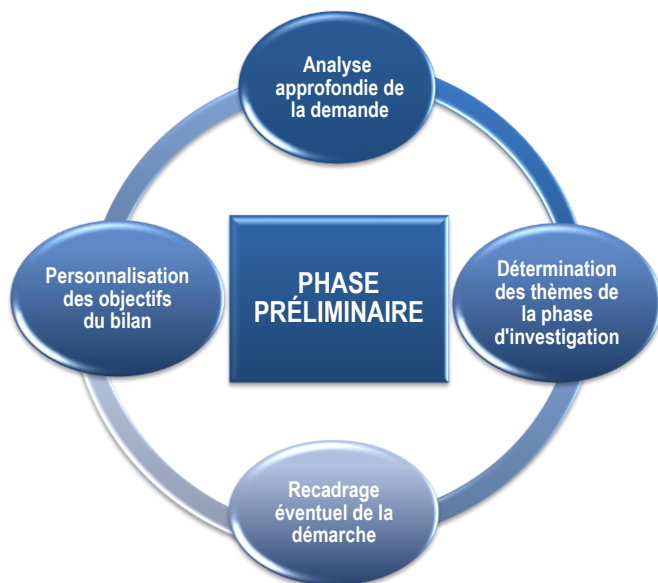 Analyse
approfondie de
la demande
Personnalisation
des objectifs
du bilan
PHASE
PRÉLIMINAIRE
Détermination
des thèmes de
la phase
d'investigation
Recadrage
éventuel de la
démarche